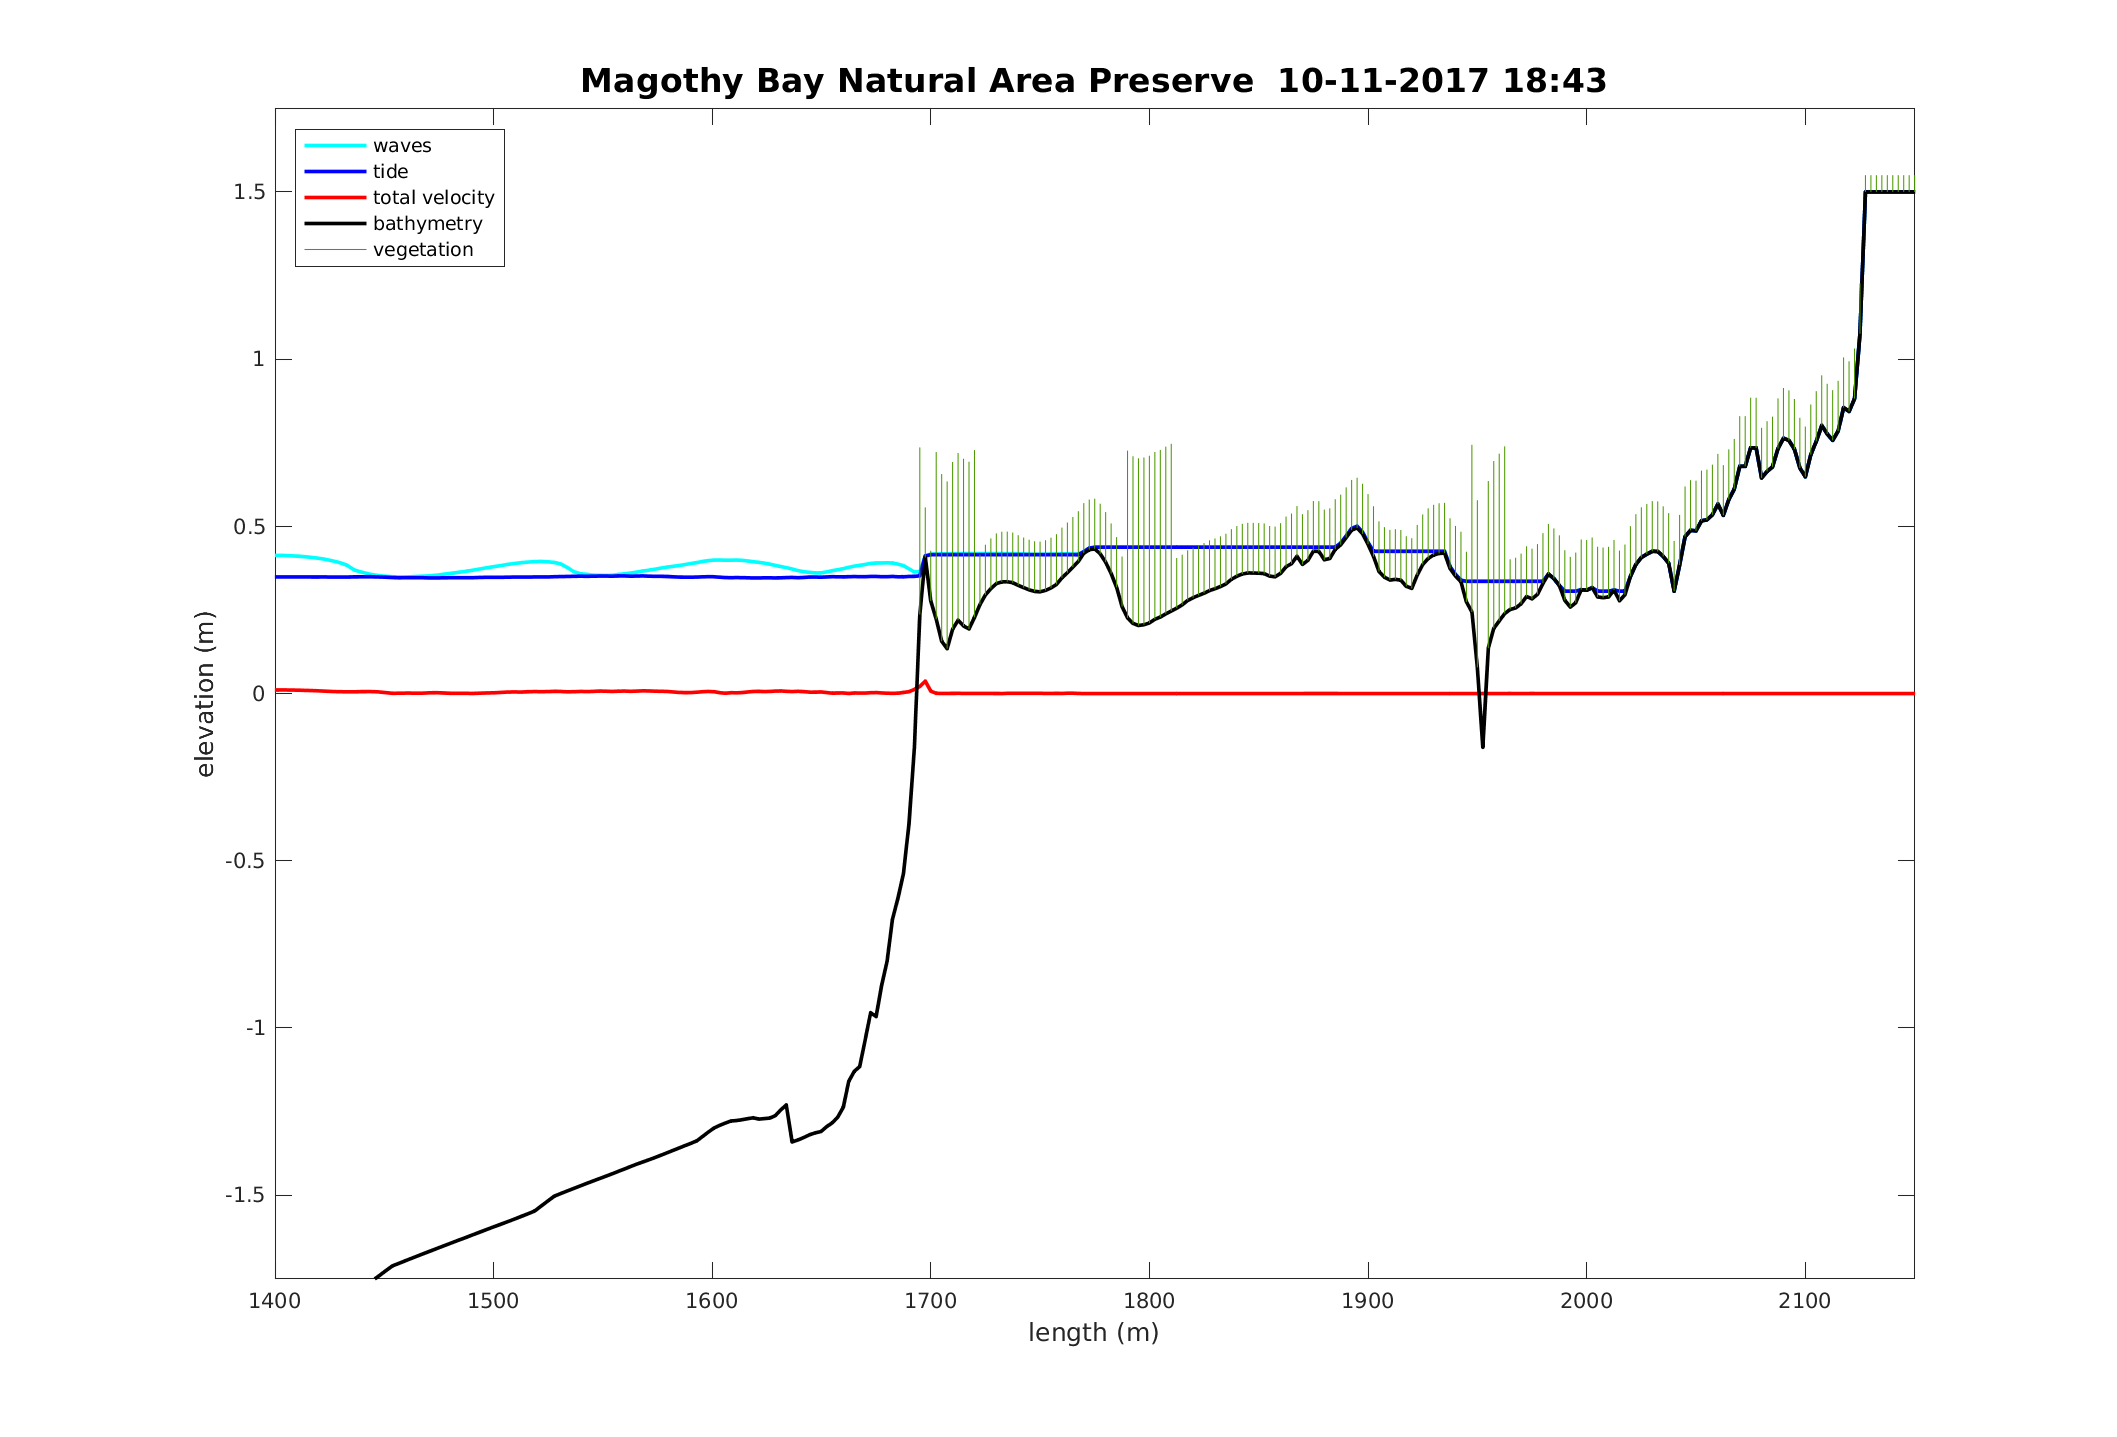 Magothy Bay Natural Area Preserve  10-11-2017 18:43
waves
tide
total velocity
bathymetry
vegetation
1.5
1
0.5
0
-0.5
-1
-1.5
elevation (m)
1400 1500 1600 1700 1800 1900 2000 2100
length (m)